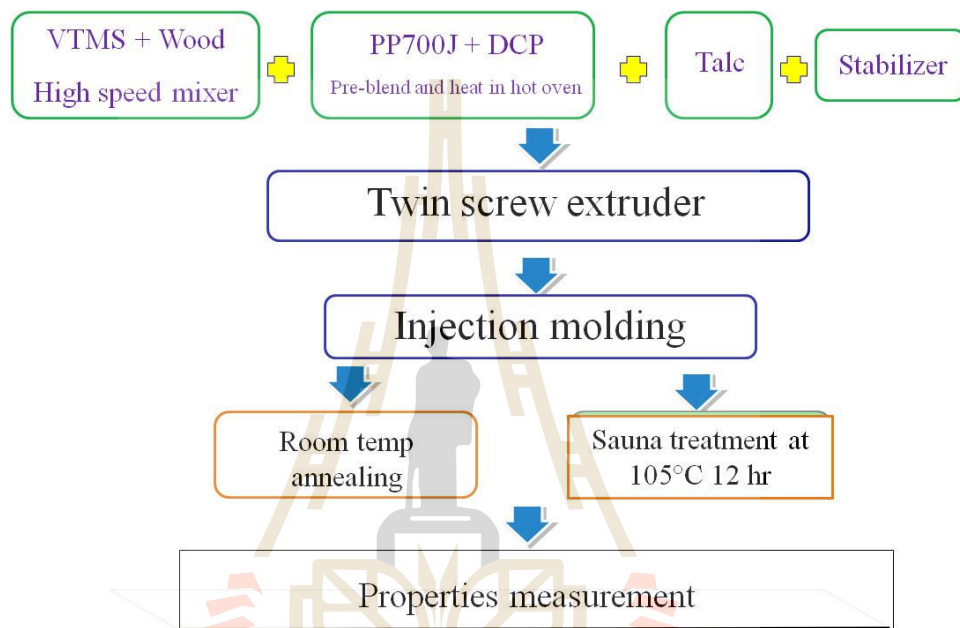 VTMS + Wood
High speed mixer
PP700J + DCP
Pre-blend and heat in hot oven
Talc
Stabilizer
Twin screw extruder
Injection molding
Room temp
annealing
Sauna treatment at
105°C 12 hr
Properties measurement